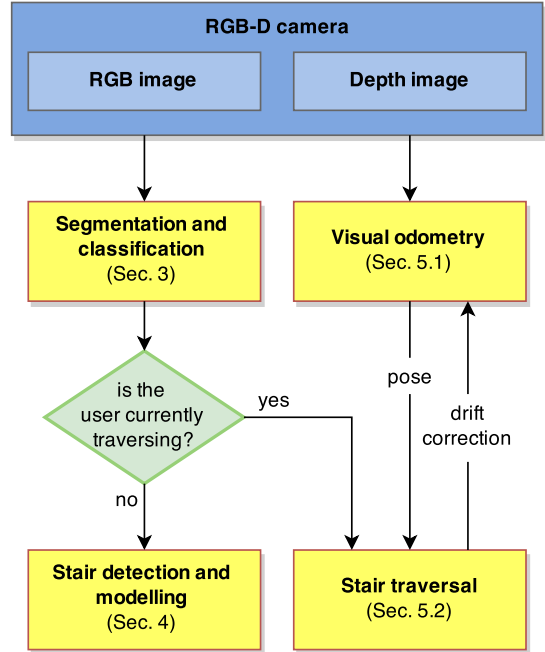 RGB-D camera
RGB image
Depth image
Segmentation and
classification
(Sec. 3)
Visual odometry
(Sec. 5.1)
is the
user currently
traversing?
yes
no
pose
drift
correction
Stair detection and
modelling
(Sec. 4)
Stair traversal
(Sec. 5.2)